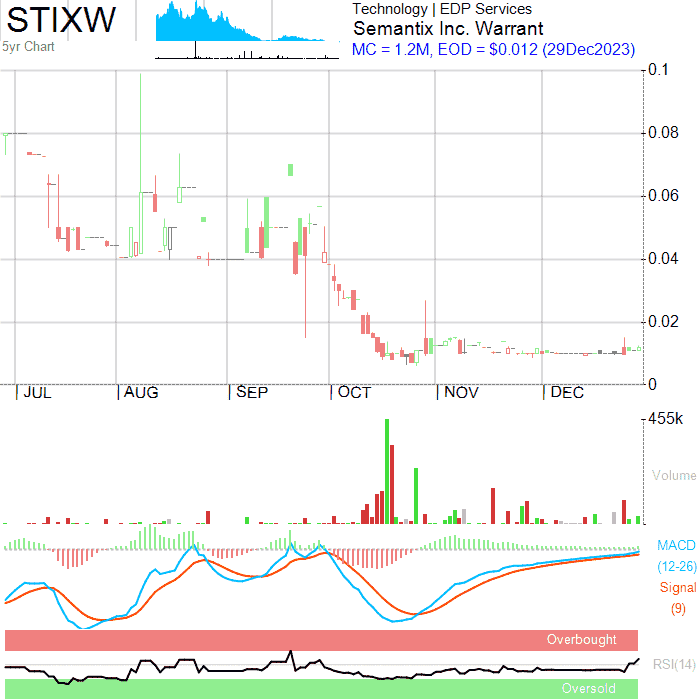 STIXW
5yr Chart
Technology | EDP Services
Semantix Inc. Warrant
MC = 1.2M, EOD = $0.012 (29Dec2023)
0.1
0.08
0.06
0.04
0.02
0
JUL AUG SEP OCT NOV DEC
455k
Volume
MACD
(12-26)
Signal
(9)
Overbought
RSI(14)
Oversold